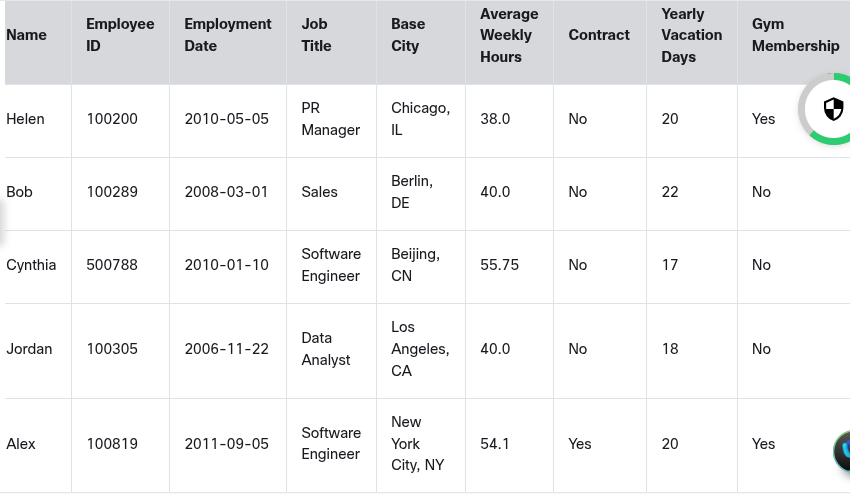 Name Employee ID Employment Date Job Title Base City Average Weekly Hours Contract Yearly Vacation Days Gym Membership
Helen 100200 2010-05-05 PR Manager Chicago, IL 38.0 No 20 Yes
Bob 100289 2008-03-01 Sales Berlin, DE 40.0 No 22 No
Cynthia 500788 2010-01-10 Software Engineer Beijing, CN 55.75 No 17 No
Jordan 100305 2006-11-22 Data Analyst Los Angeles, CA 40.0 No 18 No
Alex 100819 2011-09-05 Software Engineer New York City, NY 54.1 Yes 20 Yes